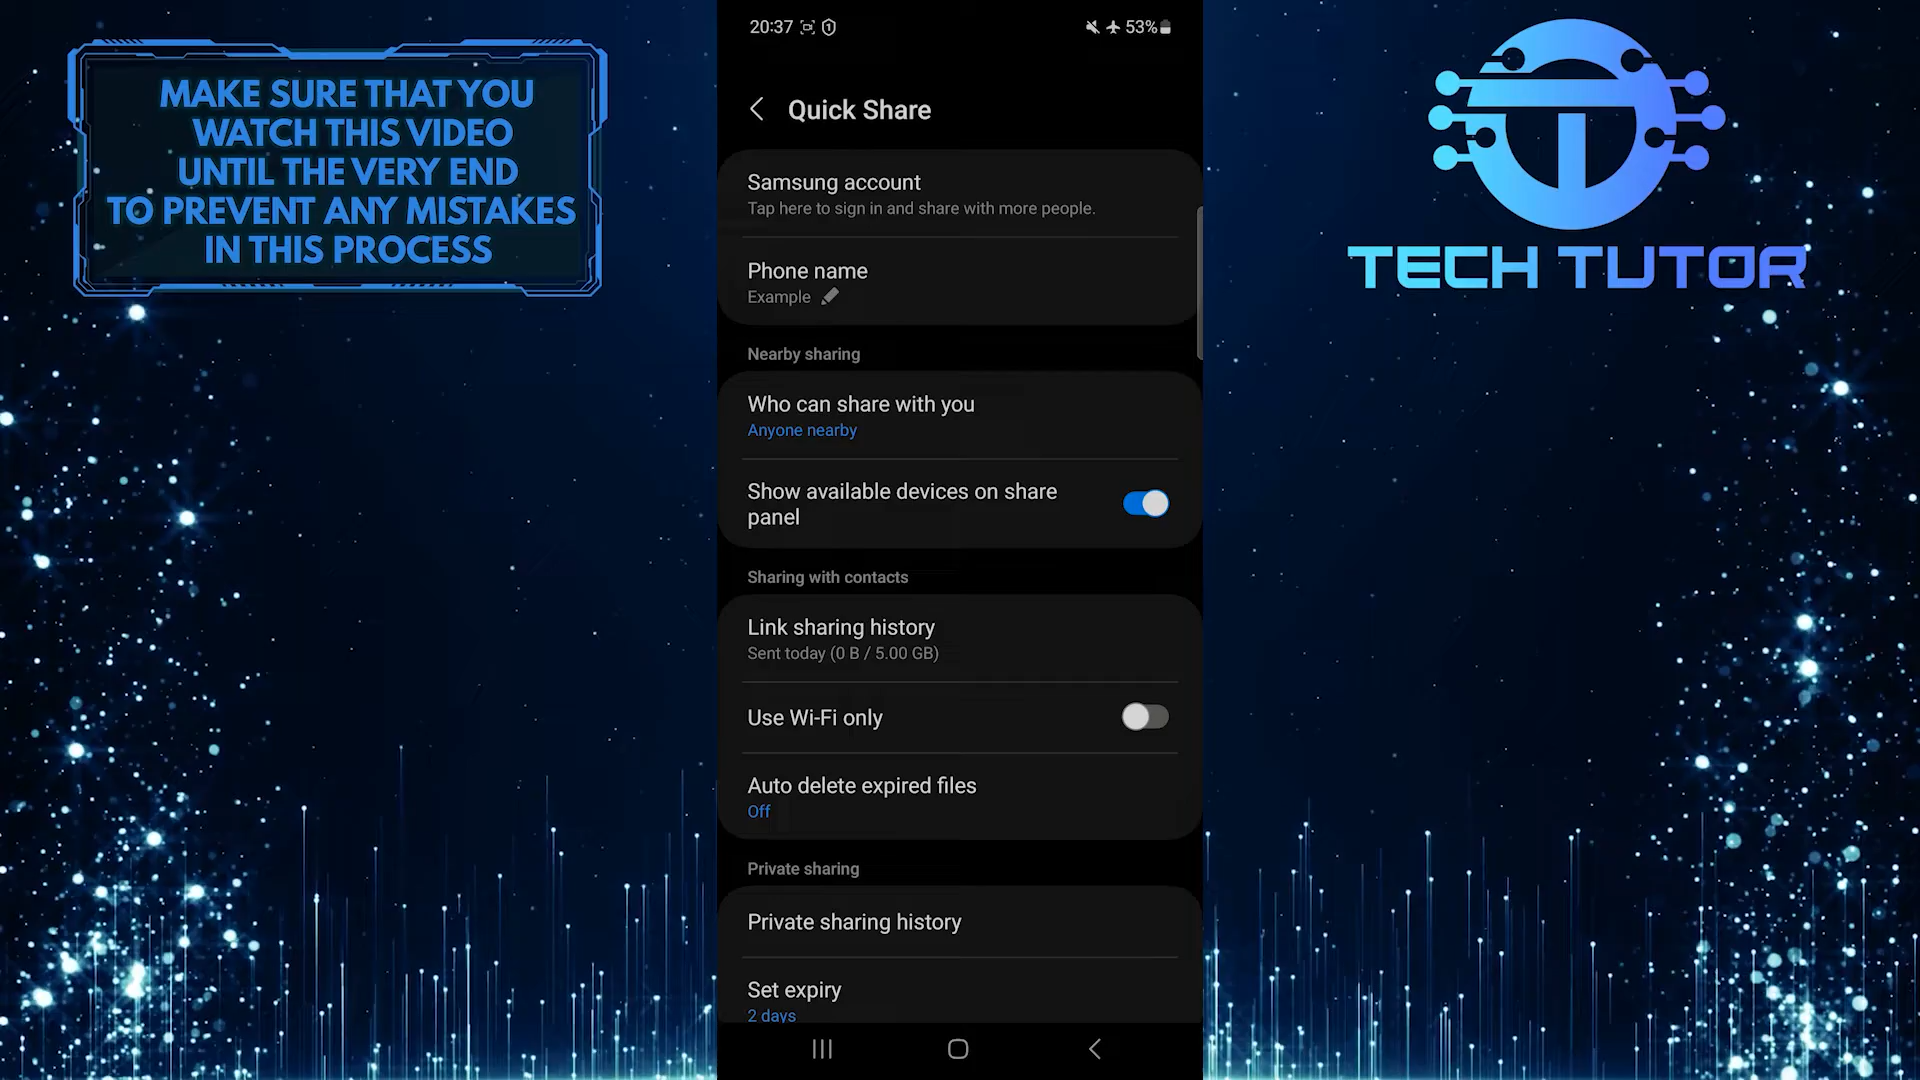 MAKE SURE THAT YOU
WATCH THIS VIDEO
UNTIL THE VERY END
TO PREVENT ANY MISTAKES
IN THIS PROCESS
20:37
53%
Quick Share
Samsung account
Tap here to sign in and share with more people.
Phone name
Example
Nearby sharing
Who can share with you
Anyone nearby
Show available devices on share
panel
Sharing with contacts
Link sharing history
Sent today (0 B / 5.00 GB)
Use Wi-Fi only
Auto delete expired files
Off
Private sharing
Private sharing history
Set expiry
2 days
TECH TUTOR